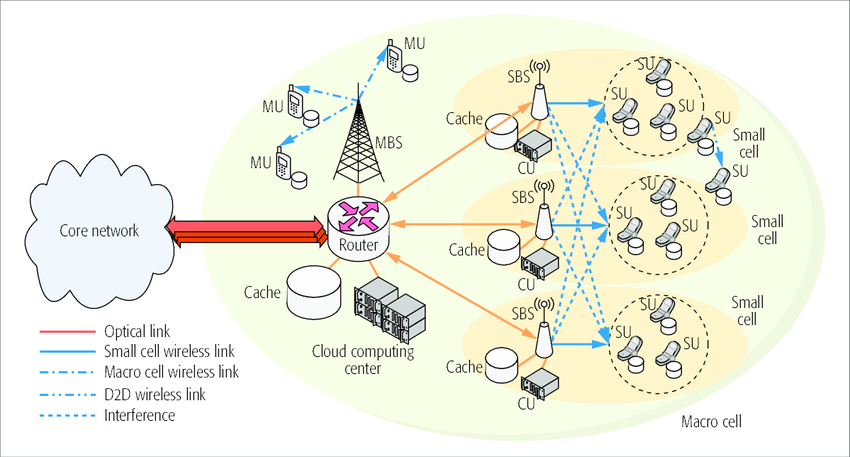 MU
MU
MU
MBS
Core network
Router
Cache
Cloud computing
center
SBS
Cache
CU
SU
SU
SU
SU
SU
Small
cell
SBS
Cache
CU
SU
SU
SU
Small
cell
SBS
Cache
CU
SU
SU
SU
Small
cell
Macro cell
Optical link
Small cell wireless link
Macro cell wireless link
D2D wireless link
Interference